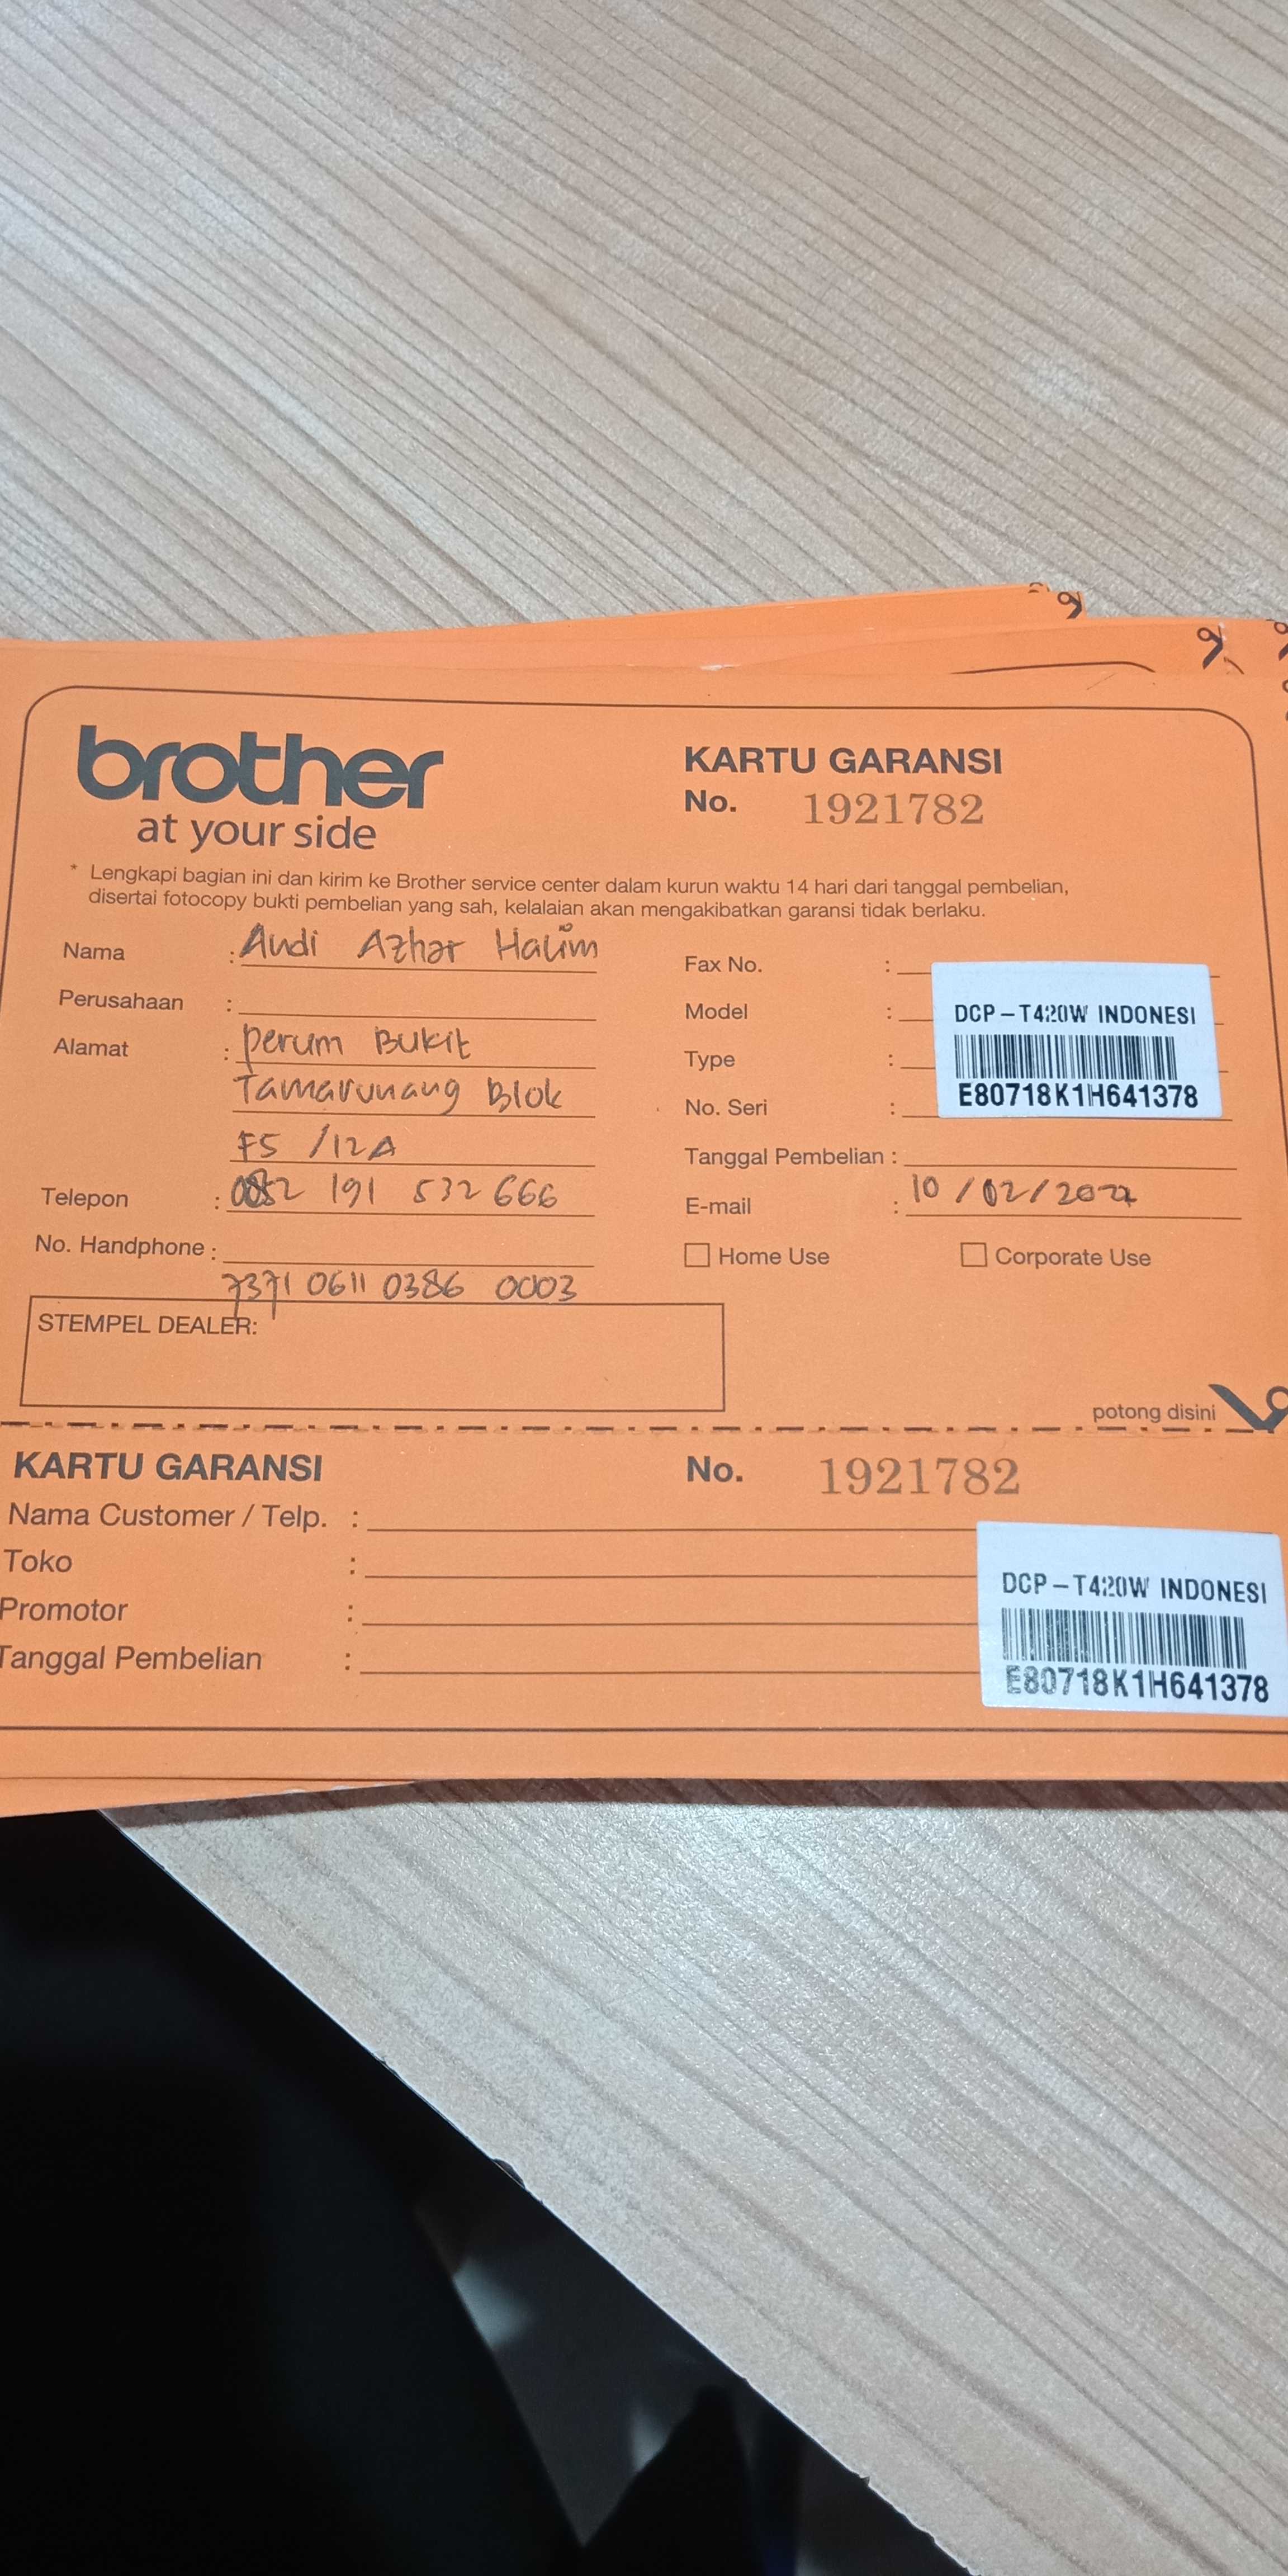 brother
at your side
KARTU GARANSI
No. 1921782
* Lengkapi bagian ini dan kirim ke Brother service center dalam kurun waktu 14 hari dari tanggal pembelian,
disertai fotocopy bukti pembelian yang sah, kelalaian akan mengakibatkan garansi tidak berlaku.
Nama : Andi Azhar Halim
Perusahaan :
Alamat : Perum Bukit
Tamarunang Blok
F5 /12A
Telepon : 0852 191 532 666
No. Handphone :
7371 0611 0386 0003
Fax No. :
Model :
Type :
No. Seri :
DCP-T420W INDONESI
E80718K1H641378
Tanggal Pembelian :
E-mail : 10/02/2022
Home Use Corporate Use
STEMPEL DEALER:
potong disini
KARTU GARANSI No. 1921782
Nama Customer / Telp. :
Toko :
Promotor :
Tanggal Pembelian :
DCP-T420W INDONESI
E80718K1H641378